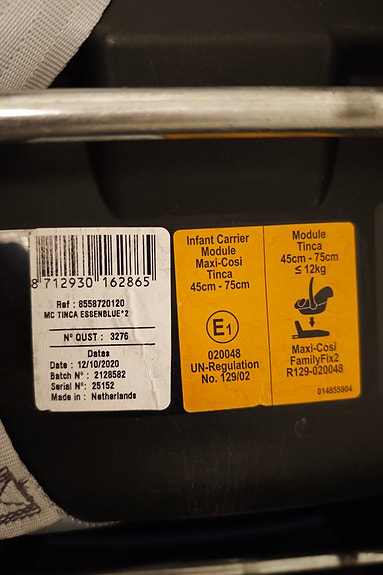 8 712930 162865
Ref : 8558720120
MC TINCA ESSENBLUE*2
N° QUST : 3276
Datas
Date : 12/10/2020
Batch N° : 2128582
Serial N° : 25152
Made in : Netherlands
Infant Carrier
Module
Maxi-Cosi
Tinca
45cm - 75cm
E1
020048
UN-Regulation
No. 129/02
Module
Tinca
45cm - 75cm
≤ 12kg
Maxi-Cosi
FamilyFix2
R129-020048
014855804